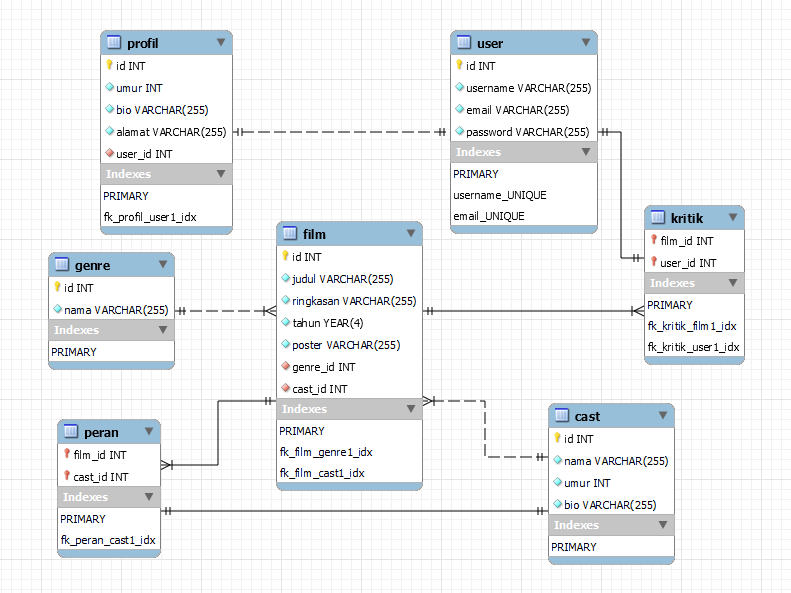 profil
id INT
umur INT
bio VARCHAR(255)
alamat VARCHAR(255)
user_id INT
Indexes
PRIMARY
fk_profil_user1_idx
user
id INT
username VARCHAR(255)
email VARCHAR(255)
password VARCHAR(255)
Indexes
PRIMARY
username_UNIQUE
email_UNIQUE
kritik
film_id INT
user_id INT
Indexes
PRIMARY
fk_kritik_film1_idx
fk_kritik_user1_idx
film
id INT
judul VARCHAR(255)
ringkasan VARCHAR(255)
tahun YEAR(4)
poster VARCHAR(255)
genre_id INT
cast_id INT
Indexes
PRIMARY
fk_film_genre1_idx
fk_film_cast1_idx
genre
id INT
nama VARCHAR(255)
Indexes
PRIMARY
peran
film_id INT
cast_id INT
Indexes
PRIMARY
fk_peran_cast1_idx
cast
id INT
nama VARCHAR(255)
umur INT
bio VARCHAR(255)
Indexes
PRIMARY